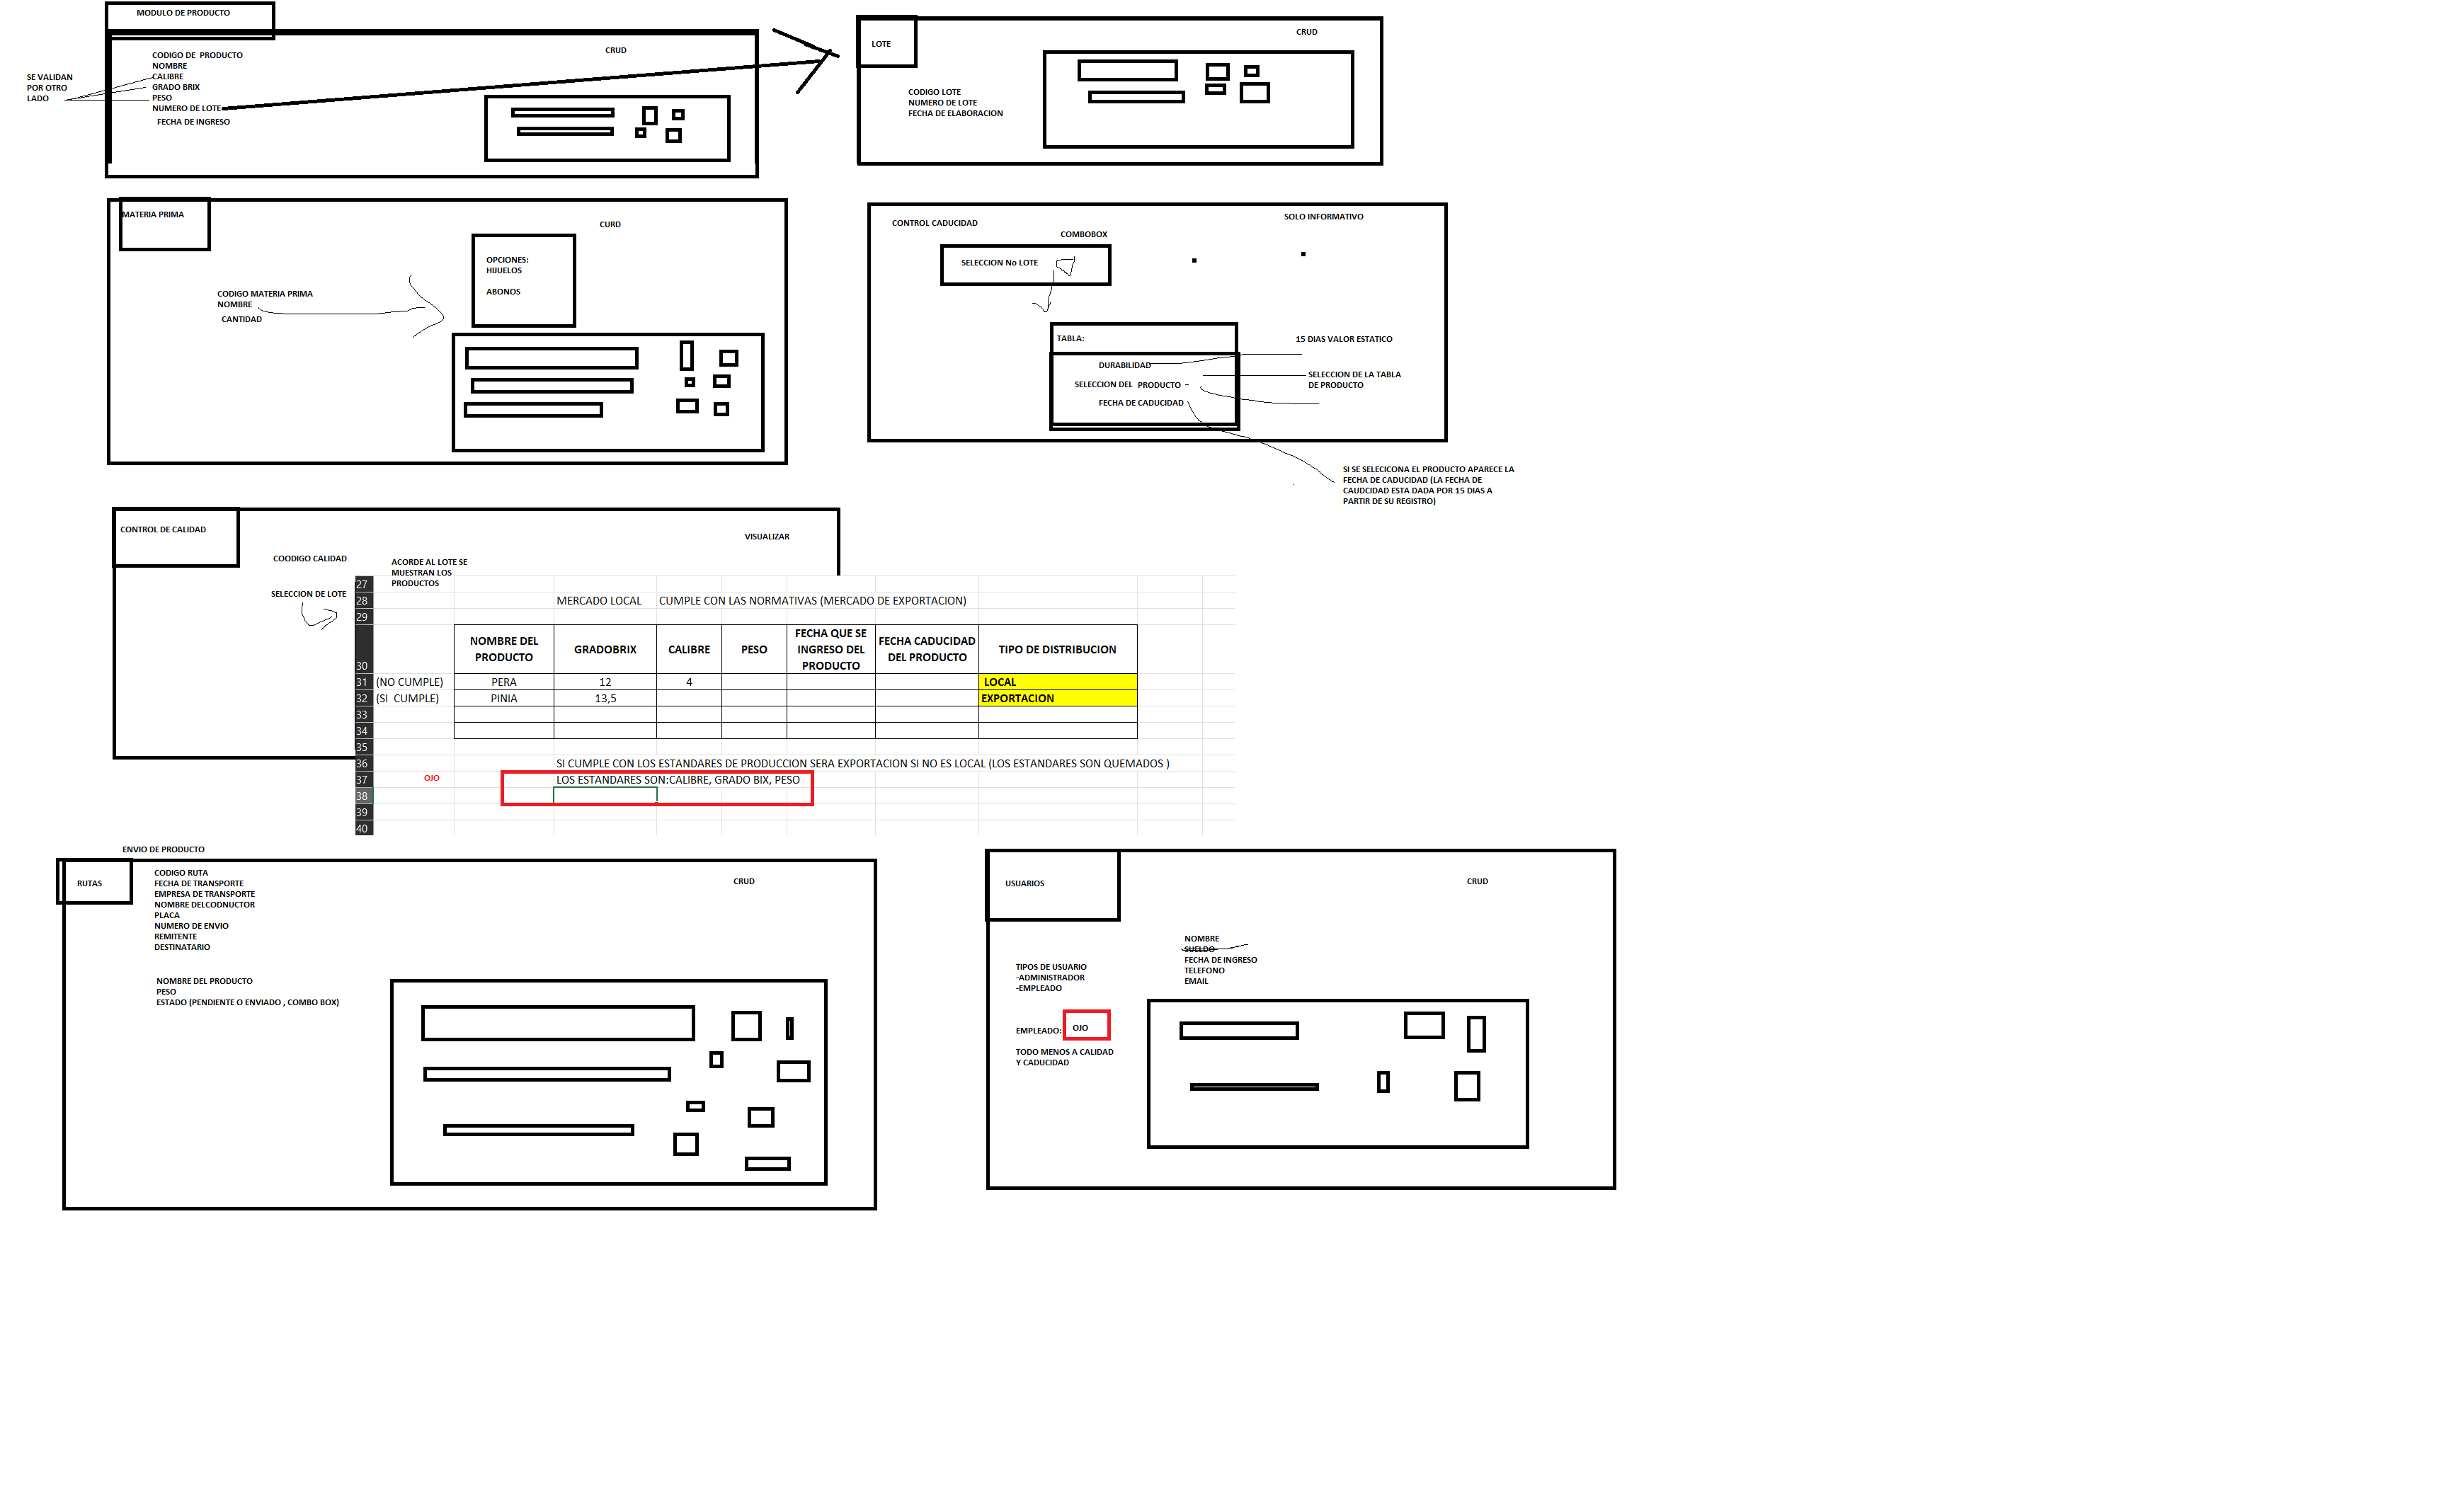 MODULO DE PRODUCTO
CRUD
CODIGO DE  PRODUCTO
NOMBRE
CALIBRE
GRADO BRIX
PESO
NUMERO DE LOTE
FECHA DE INGRESO
SE VALIDAN
POR OTRO
LADO
LOTE
CRUD
CODIGO LOTE
NUMERO DE LOTE
FECHA DE ELABORACION
MATERIA PRIMA
CURD
OPCIONES:
HIJUELOS
ABONOS
CODIGO MATERIA PRIMA
NOMBRE
CANTIDAD
CONTROL CADUCIDAD
SOLO INFORMATIVO
COMBOBOX
SELECCION No LOTE
TABLA:
15 DIAS VALOR ESTATICO
DURABILIDAD
SELECCION DEL  PRODUCTO –
SELECCION DE LA TABLA
DE PRODUCTO
FECHA DE CADUCIDAD
SI SE SELECICONA EL PRODUCTO APARECE LA
FECHA DE CADUCIDAD (LA FECHA DE
CAUDCIDAD ESTA DADA POR 15 DIAS A
PARTIR DE SU REGISTRO)
CONTROL DE CALIDAD
VISUALIZAR
COODIGO CALIDAD
ACORDE AL LOTE SE
MUESTRAN LOS
PRODUCTOS
SELECCION DE LOTE
27
28 MERCADO LOCAL CUMPLE CON LAS NORMATIVAS (MERCADO DE EXPORTACION)
29
30 NOMBRE DEL PRODUCTO GRADOBRIX CALIBRE PESO FECHA QUE SE INGRESO DEL PRODUCTO FECHA CADUCIDAD DEL PRODUCTO TIPO DE DISTRIBUCION
31 (NO CUMPLE) PERA 12 4 LOCAL
32 (SI  CUMPLE) PINIA 13,5 EXPORTACION
33
34
35
36 SI CUMPLE CON LOS ESTANDARES DE PRODUCCION SERA EXPORTACION SI NO ES LOCAL (LOS ESTANDARES SON QUEMADOS )
OJO
37 LOS ESTANDARES SON:CALIBRE, GRADO BIX, PESO
38
39
40
ENVIO DE PRODUCTO
RUTAS
CRUD
CODIGO RUTA
FECHA DE TRANSPORTE
EMPRESA DE TRANSPORTE
NOMBRE DELCODNUCTOR
PLACA
NUMERO DE ENVIO
REMITENTE
DESTINATARIO
NOMBRE DEL PRODUCTO
PESO
ESTADO (PENDIENTE O ENVIADO , COMBO BOX)
USUARIOS
CRUD
NOMBRE
SUELDO
FECHA DE INGRESO
TELEFONO
EMAIL
TIPOS DE USUARIO
-ADMINISTRADOR
-EMPLEADO
EMPLEADO: OJO
TODO MENOS A CALIDAD
Y CADUCIDAD